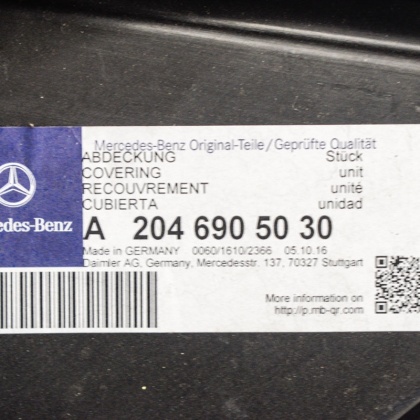 Mercedes-Benz Original-Teile/Geprüfte Qualität
ABDECKUNG Stück
COVERING unit
RECOUVREMENT unité
CUBIERTA unidad
edes-Benz
A 204 690 50 30
Made in GERMANY 0060/1610/2366 05.10.16
Daimler AG, Germany, Mercedesstr. 137, 70327 Stuttgart
More information on
http://p.mb-qr.com